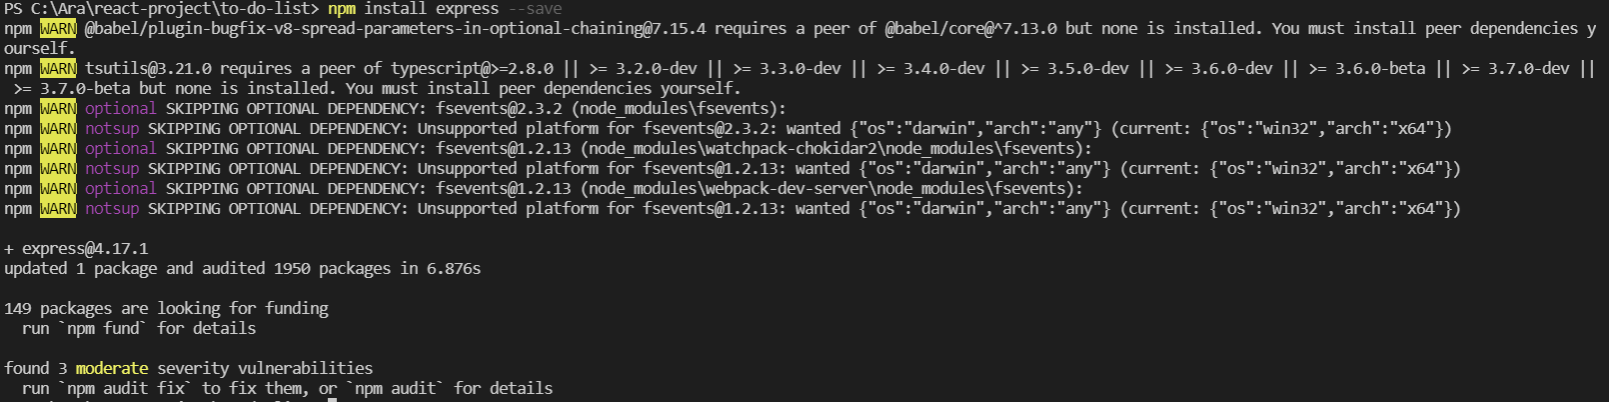 PS C:\Ara\react-project\to-do-list> npm install express --save
npm WARN @babel/plugin-bugfix-v8-spread-parameters-in-optional-chaining@7.15.4 requires a peer of @babel/core@^7.13.0 but none is installed. You must install peer dependencies y
ourself.
npm WARN tsutils@3.21.0 requires a peer of typescript@>=2.8.0 || >= 3.2.0-dev || >= 3.3.0-dev || >= 3.4.0-dev || >= 3.5.0-dev || >= 3.6.0-dev || >= 3.6.0-beta || >= 3.7.0-dev ||
>= 3.7.0-beta but none is installed. You must install peer dependencies yourself.
npm WARN optional SKIPPING OPTIONAL DEPENDENCY: fsevents@2.3.2 (node_modules\fsevents):
npm WARN notsup SKIPPING OPTIONAL DEPENDENCY: Unsupported platform for fsevents@2.3.2: wanted {"os":"darwin","arch":"any"} (current: {"os":"win32","arch":"x64"})
npm WARN optional SKIPPING OPTIONAL DEPENDENCY: fsevents@1.2.13 (node_modules\watchpack-chokidar2\node_modules\fsevents):
npm WARN notsup SKIPPING OPTIONAL DEPENDENCY: Unsupported platform for fsevents@1.2.13: wanted {"os":"darwin","arch":"any"} (current: {"os":"win32","arch":"x64"})
npm WARN optional SKIPPING OPTIONAL DEPENDENCY: fsevents@1.2.13 (node_modules\webpack-dev-server\node_modules\fsevents):
npm WARN notsup SKIPPING OPTIONAL DEPENDENCY: Unsupported platform for fsevents@1.2.13: wanted {"os":"darwin","arch":"any"} (current: {"os":"win32","arch":"x64"})
+ express@4.17.1
updated 1 package and audited 1950 packages in 6.876s
149 packages are looking for funding
run `npm fund` for details
found 3 moderate severity vulnerabilities
run `npm audit fix` to fix them, or `npm audit` for details